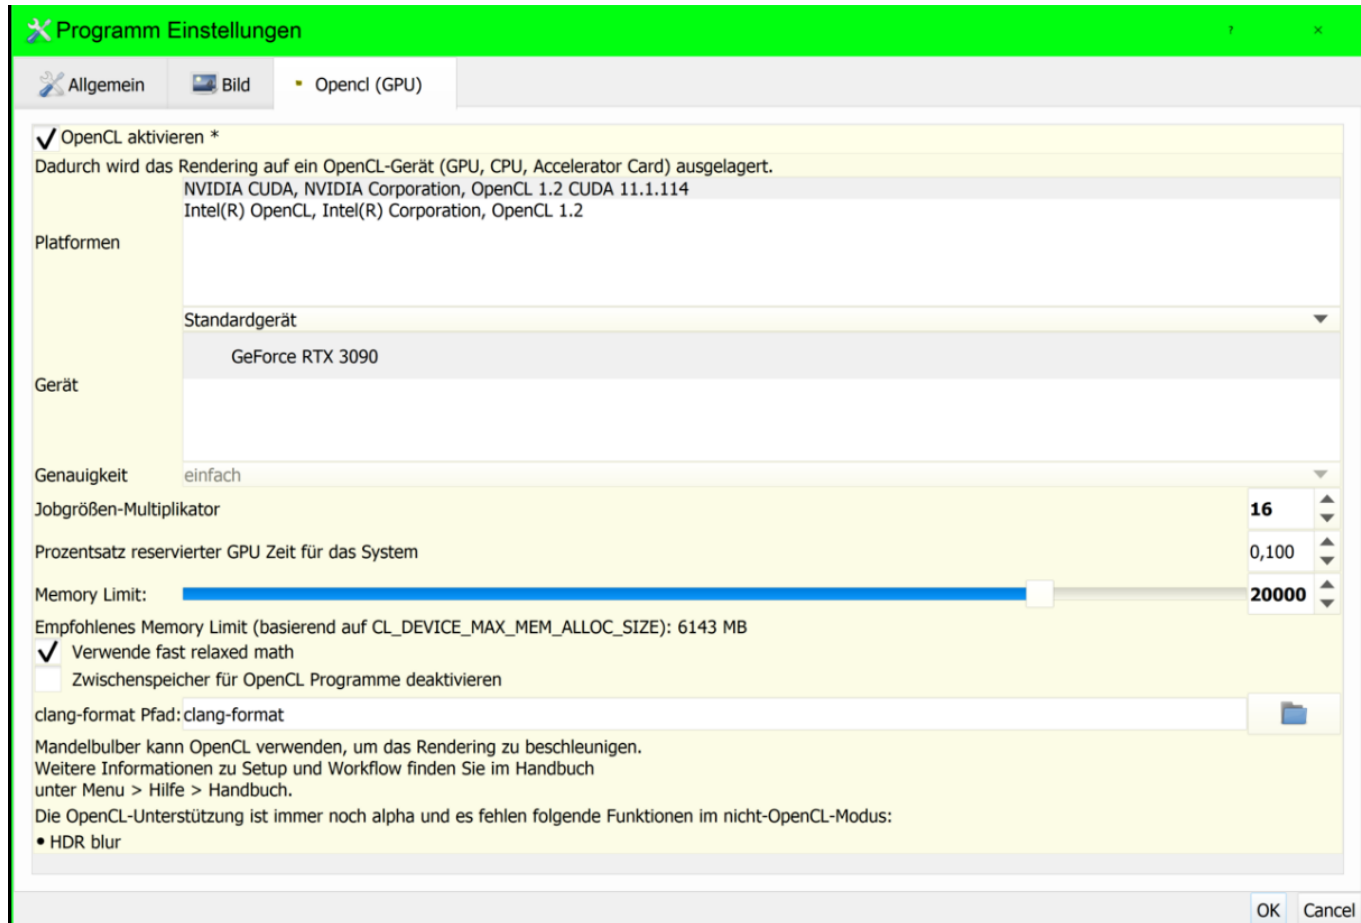 Programm Einstellungen
? ×
Allgemein Bild Opencl (GPU)
OpenCL aktivieren *
Dadurch wird das Rendering auf ein OpenCL-Gerät (GPU, CPU, Accelerator Card) ausgelagert.
NVIDIA CUDA, NVIDIA Corporation, OpenCL 1.2 CUDA 11.1.114
Intel(R) OpenCL, Intel(R) Corporation, OpenCL 1.2
Platformen
Standardgerät
GeForce RTX 3090
Gerät
Genauigkeit einfach
Jobgrößen-Multiplikator 16
Prozentsatz reservierter GPU Zeit für das System 0,100
Memory Limit: 20000
Empfohlenes Memory Limit (basierend auf CL_DEVICE_MAX_MEM_ALLOC_SIZE): 6143 MB
Verwende fast relaxed math
Zwischenspeicher für OpenCL Programme deaktivieren
clang-format Pfad: clang-format
Mandelbulber kann OpenCL verwenden, um das Rendering zu beschleunigen.
Weitere Informationen zu Setup und Workflow finden Sie im Handbuch
unter Menu > Hilfe > Handbuch.
Die OpenCL-Unterstützung ist immer noch alpha und es fehlen folgende Funktionen im nicht-OpenCL-Modus:
• HDR blur
OK Cancel